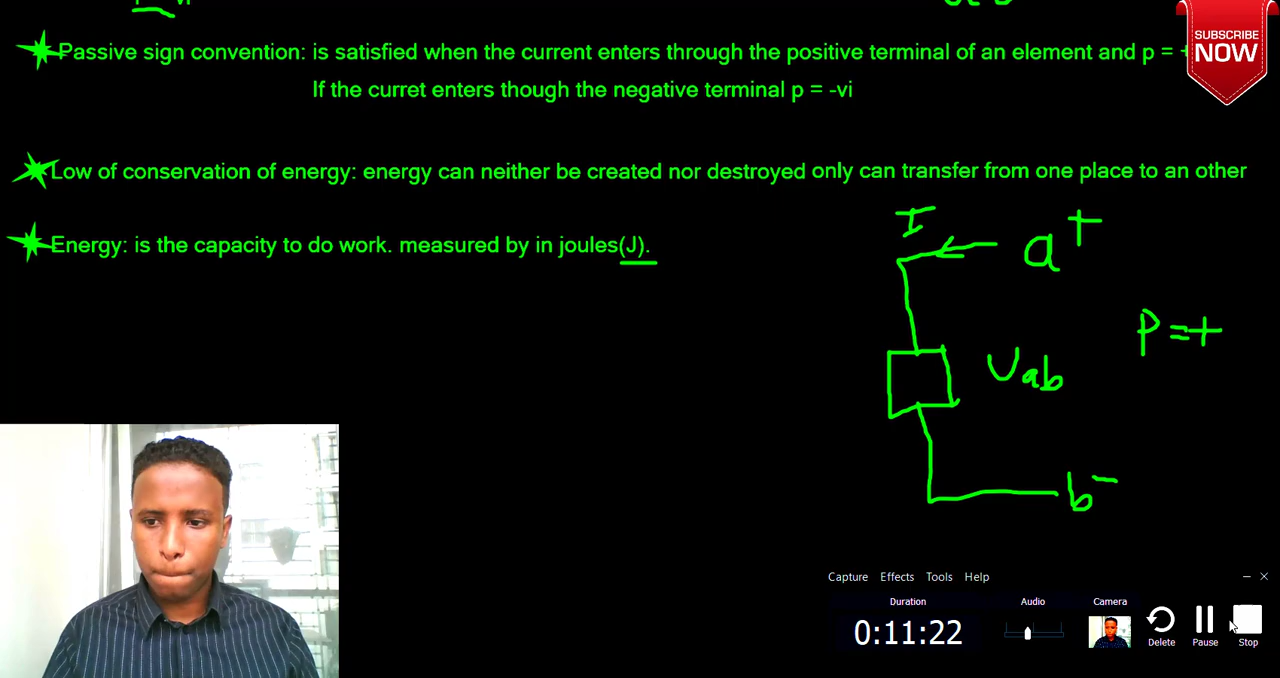 SUBSCRIBE
NOW
Passive sign convention: is satisfied when the current enters through the positive terminal of an element and p =
If the curret enters though the negative terminal p = -vi
Low of conservation of energy: energy can neither be created nor destroyed only can transfer from one place to an other
Energy: is the capacity to do work. measured by in joules(J).
I
a+
P=+
Vab
b-
Capture Effects Tools Help
Duration Audio Camera
0:11:22
Delete Pause Stop